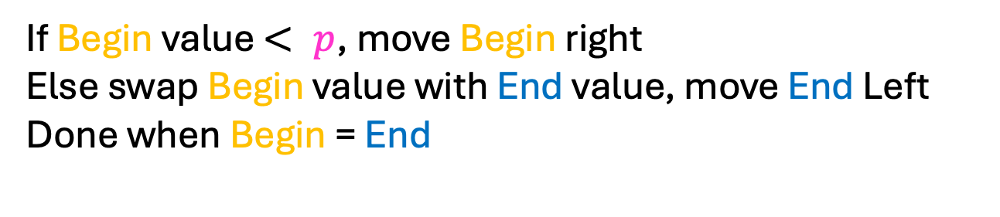 If Begin value < p, move Begin right
Else swap Begin value with End value, move End Left
Done when Begin = End